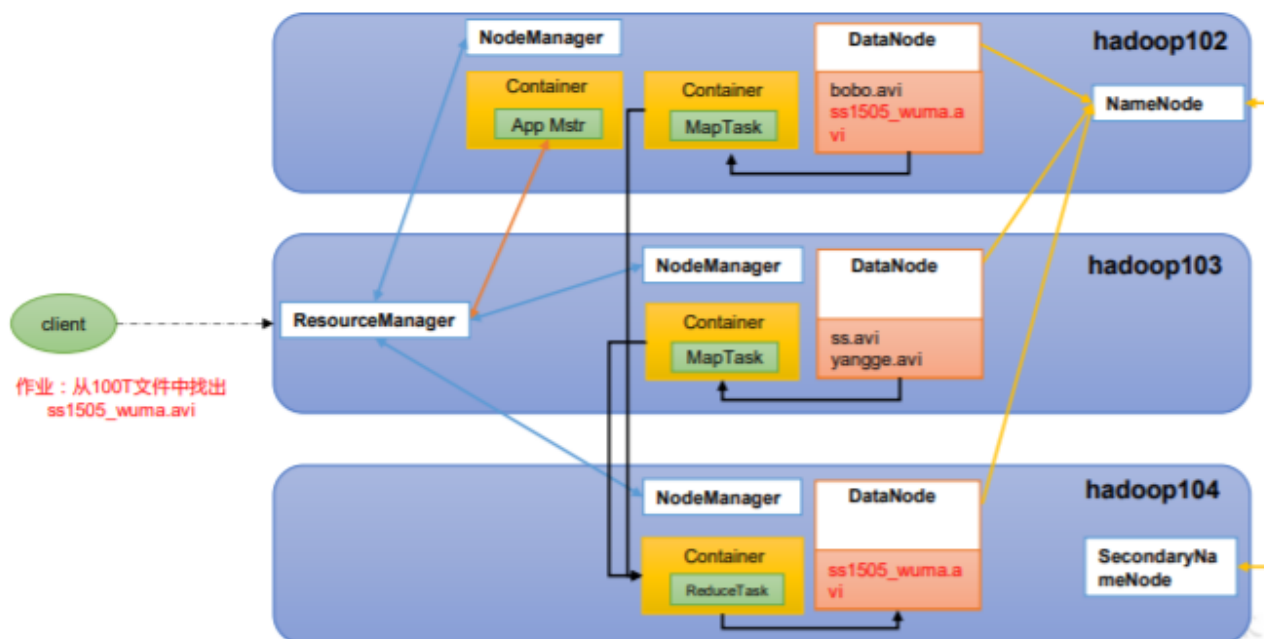 NodeManager
DataNode
hadoop102
Container
App Mstr
Container
MapTask
bobo.avi
ss1505_wuma.a
vi
NameNode
NodeManager
DataNode
hadoop103
client
ResourceManager
Container
MapTask
ss.avi
yangge.avi
作业：从100T文件中找出
ss1505_wuma.avi
NodeManager
DataNode
hadoop104
Container
ReduceTask
ss1505_wuma.a
vi
SecondaryNa
meNode